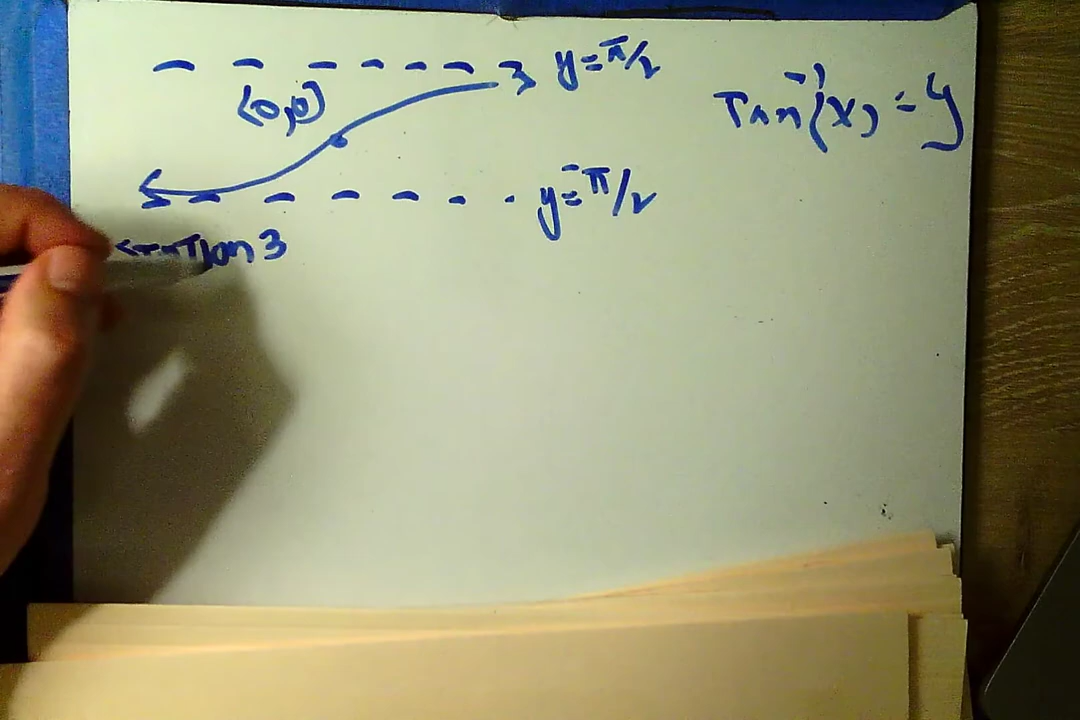 y = π/2
(0,0)
Tan⁻¹(x) = y
y = -π/2
3